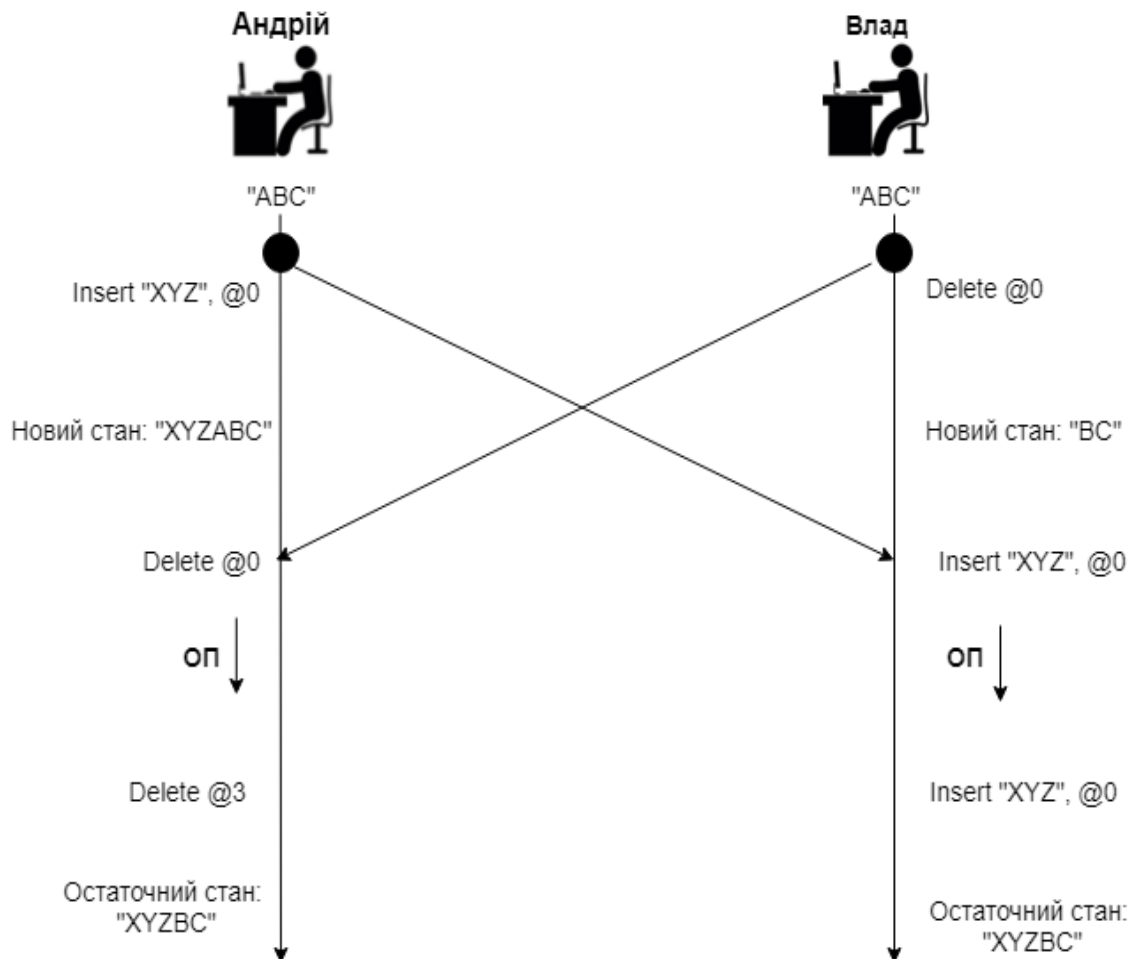 Андрій
Влад
"ABC"
"ABC"
Insert "XYZ", @0
Delete @0
Новий стан: "XYZABC"
Новий стан: "BC"
Delete @0
Insert "XYZ", @0
ОП
ОП
Delete @3
Insert "XYZ", @0
Остаточний стан:
"XYZBC"
Остаточний стан:
"XYZBC"